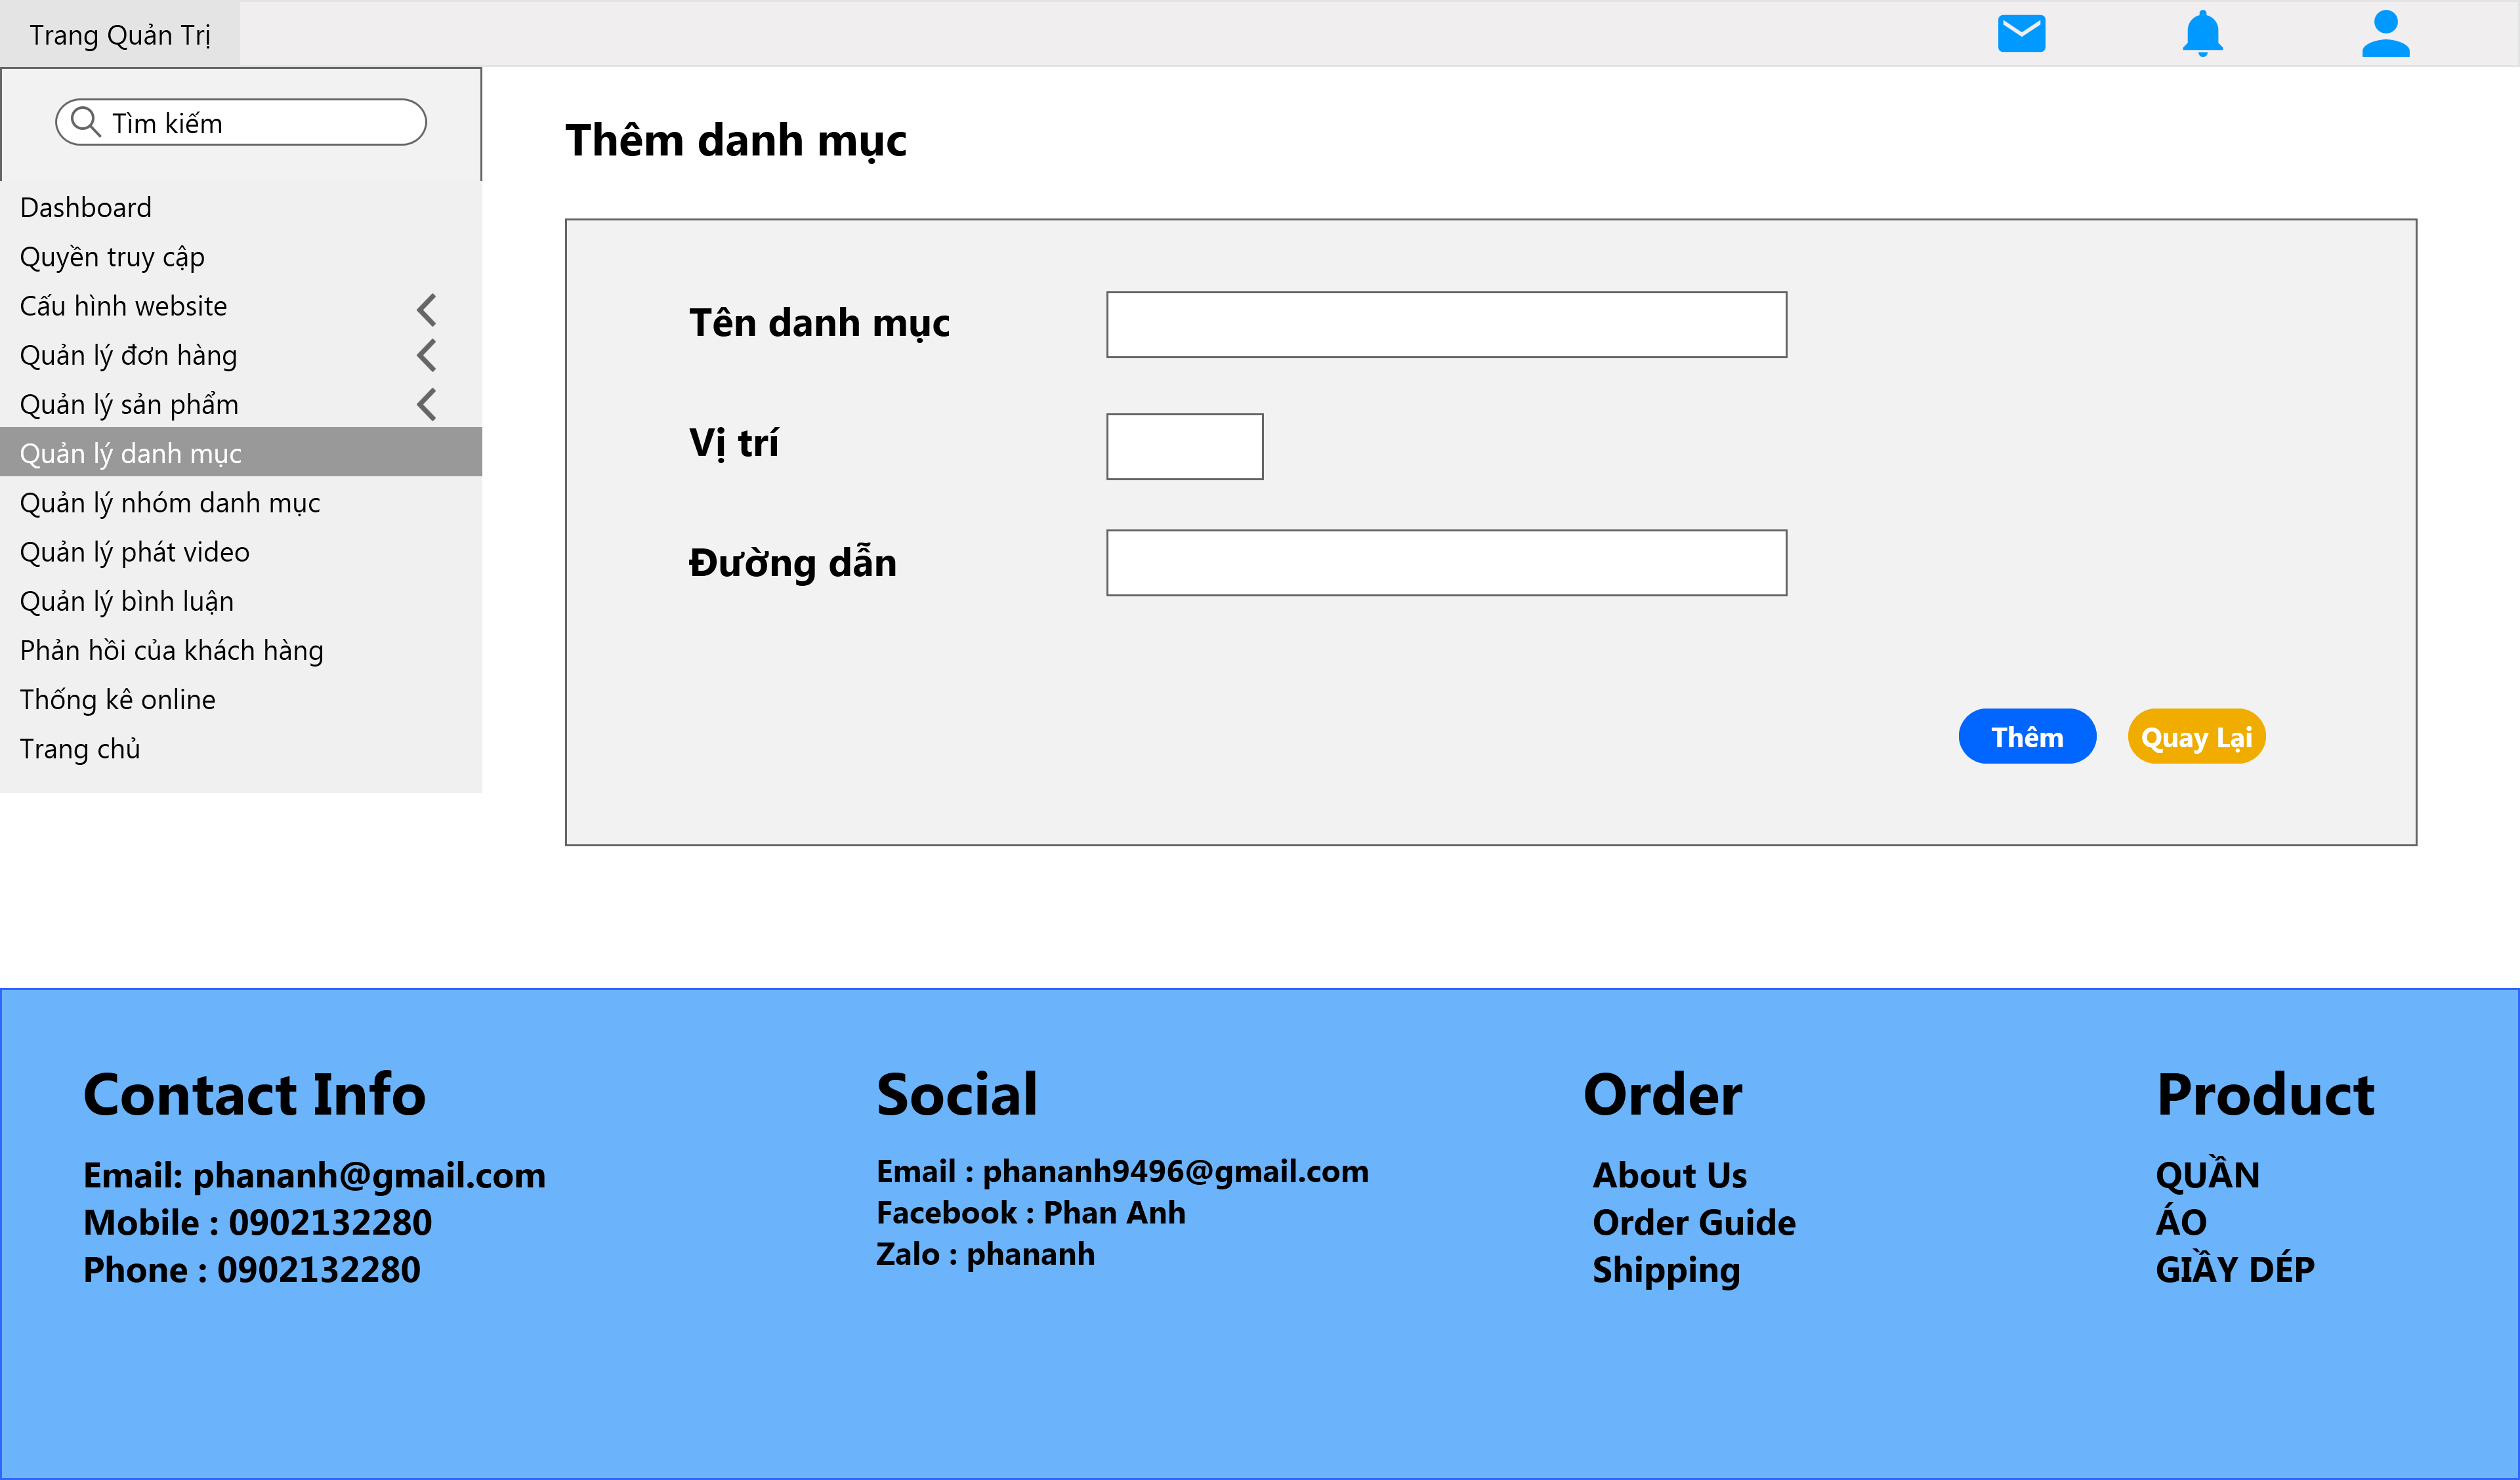 Trang Quản Trị
Tìm kiếm
Dashboard
Quyền truy cập
Cấu hình website
Quản lý đơn hàng
Quản lý sản phẩm
Quản lý danh mục
Quản lý nhóm danh mục
Quản lý phát video
Quản lý bình luận
Phản hồi của khách hàng
Thống kê online
Trang chủ
Thêm danh mục
Tên danh mục
Vị trí
Đường dẫn
Thêm
Quay Lại
Contact Info
Email: phananh@gmail.com
Mobile : 0902132280
Phone : 0902132280
Social
Email : phananh9496@gmail.com
Facebook : Phan Anh
Zalo : phananh
Order
About Us
Order Guide
Shipping
Product
QUẦN
ÁO
GIẦY DÉP